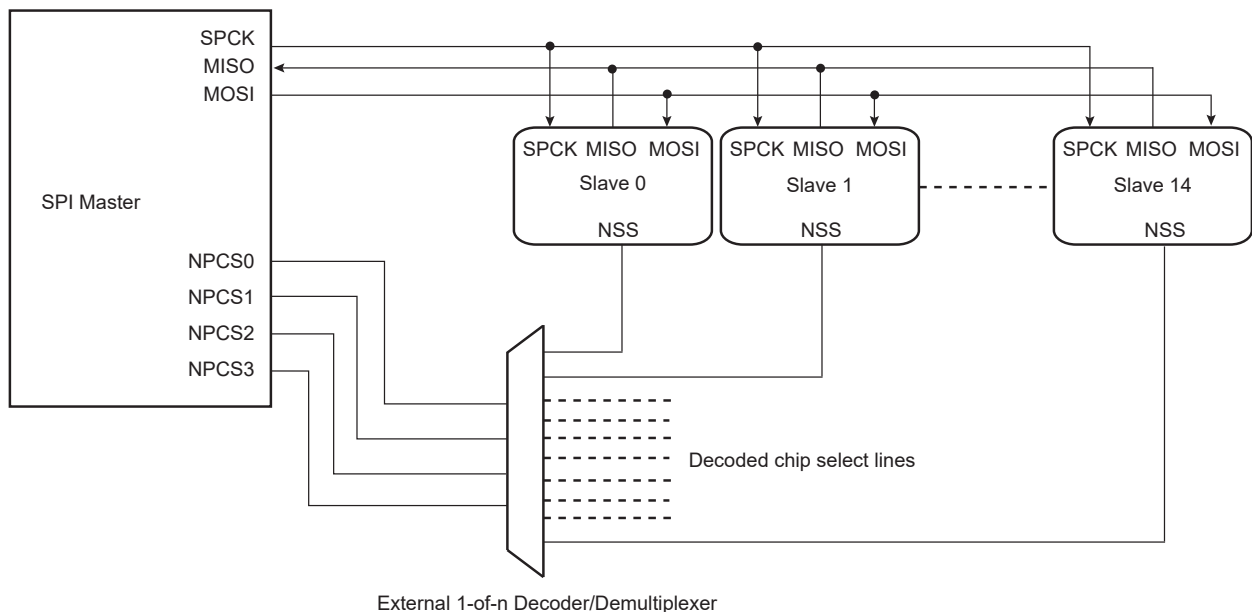 SPCK
MISO
MOSI
SPI Master
NPCS0
NPCS1
NPCS2
NPCS3
SPCK MISO MOSI
Slave 0
NSS
SPCK MISO MOSI
Slave 1
NSS
SPCK MISO MOSI
Slave 14
NSS
Decoded chip select lines
External 1-of-n Decoder/Demultiplexer